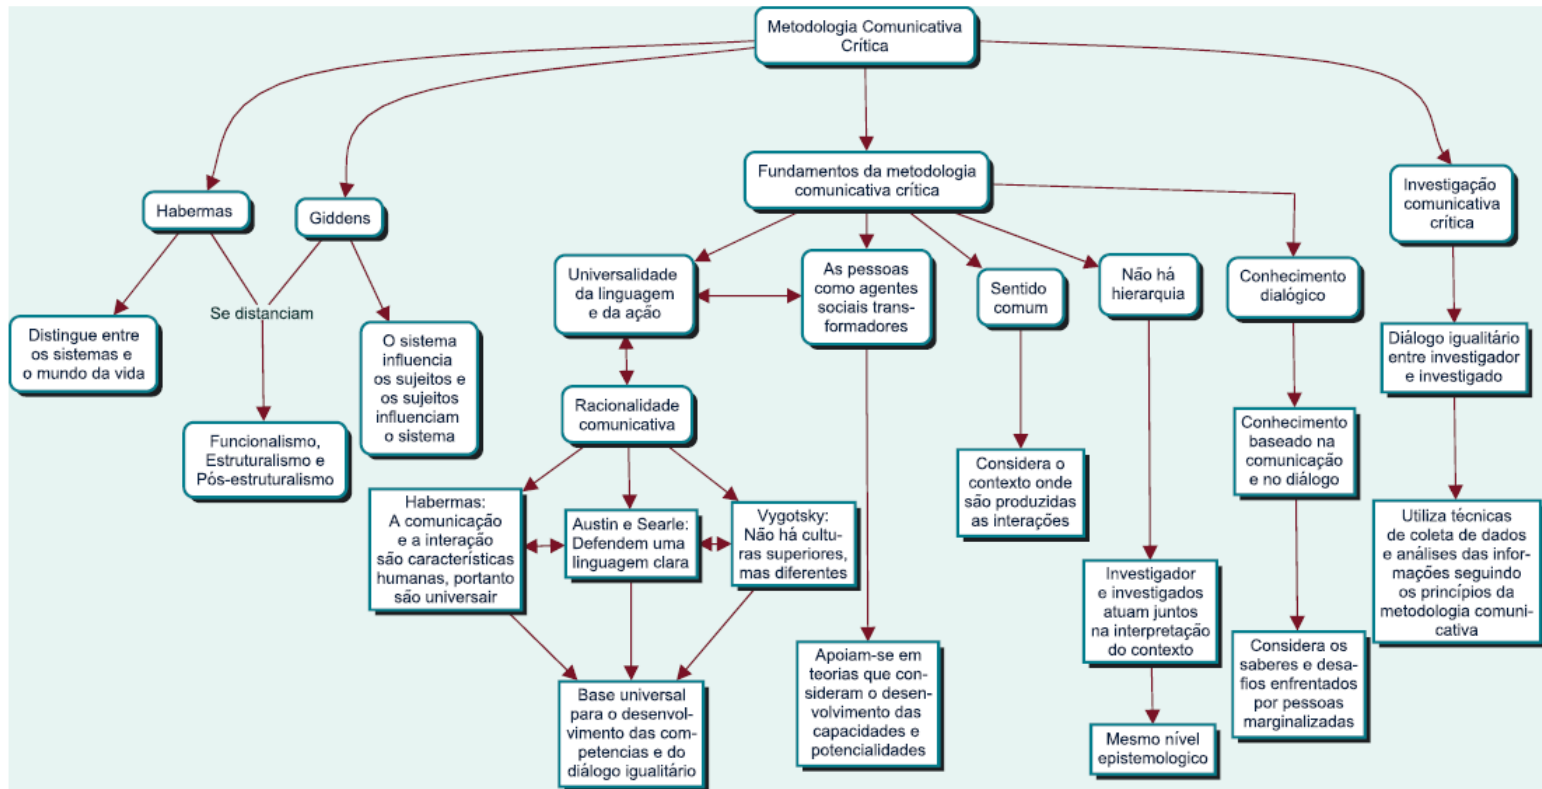 Metodologia Comunicativa
Crítica
Fundamentos da metodologia
comunicativa crítica
Investigação
comunicativa
crítica
Habermas
Giddens
Universalidade
da linguagem
e da ação
As pessoas
como agentes
sociais trans-
formadores
Sentido
comum
Não há
hierarquia
Conhecimento
dialógico
Se distanciam
Distingue entre
os sistemas e
o mundo da vida
O sistema
influencia
os sujeitos e
os sujeitos
influenciam
o sistema
Diálogo igualitário
entre investigador
e investigado
Racionalidade
comunicativa
Funcionalismo,
Estruturalismo e
Pós-estruturalismo
Conhecimento
baseado na
comunicação
e no diálogo
Considera o
contexto onde
são produzidas
as interações
Habermas:
A comunicação
e a interação
são características
humanas, portanto
são universair
Austin e Searle:
Defendem uma
linguagem clara
Vygotsky:
Não há cultu-
ras superiores,
mas diferentes
Utiliza técnicas
de coleta de dados
e análises das infor-
mações seguindo
os princípios da
metodologia comuni-
cativa
Investigador
e investigados
atuam juntos
na interpretação
do contexto
Considera os
saberes e desa-
fios enfrentados
por pessoas
marginalizadas
Apoiam-se em
teorias que con-
sideram o desen-
volvimento das
capacidades e
potencialidades
Base universal
para o desenvol-
vimento das com-
petencias e do
diálogo igualitário
Mesmo nível
epistemologico